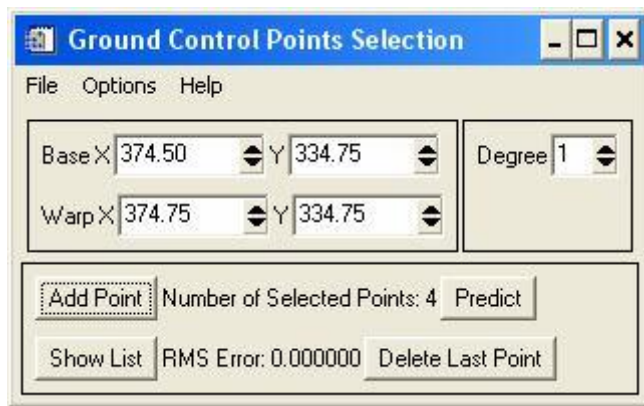 Ground Control Points Selection
File Options Help
Base X 374.50 Y 334.75 Degree 1
Warp X 374.75 Y 334.75
Add Point Number of Selected Points: 4 Predict
Show List RMS Error: 0.000000 Delete Last Point